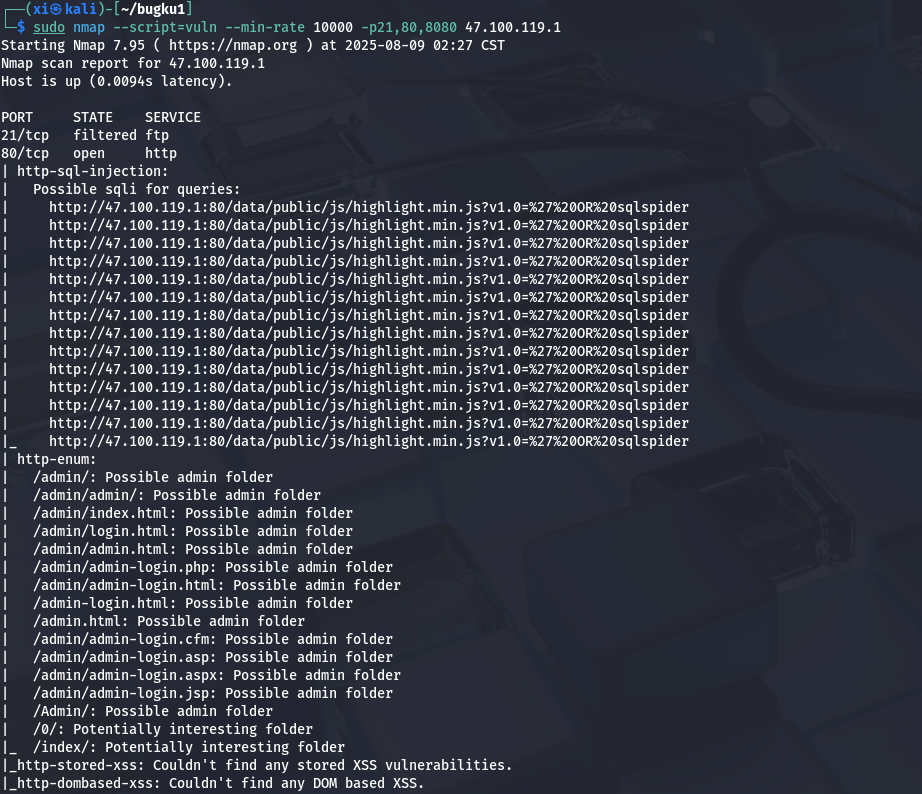 ┌──(xi㉿kali)-[~/bugku1]
└─$ sudo nmap --script=vuln --min-rate 10000 -p21,80,8080 47.100.119.1
Starting Nmap 7.95 ( https://nmap.org ) at 2025-08-09 02:27 CST
Nmap scan report for 47.100.119.1
Host is up (0.0094s latency).

PORT     STATE    SERVICE
21/tcp   filtered ftp
80/tcp   open     http
| http-sql-injection:
|   Possible sqli for queries:
|     http://47.100.119.1:80/data/public/js/highlight.min.js?v1.0=%27%20OR%20sqlspider
|     http://47.100.119.1:80/data/public/js/highlight.min.js?v1.0=%27%20OR%20sqlspider
|     http://47.100.119.1:80/data/public/js/highlight.min.js?v1.0=%27%20OR%20sqlspider
|     http://47.100.119.1:80/data/public/js/highlight.min.js?v1.0=%27%20OR%20sqlspider
|     http://47.100.119.1:80/data/public/js/highlight.min.js?v1.0=%27%20OR%20sqlspider
|     http://47.100.119.1:80/data/public/js/highlight.min.js?v1.0=%27%20OR%20sqlspider
|     http://47.100.119.1:80/data/public/js/highlight.min.js?v1.0=%27%20OR%20sqlspider
|     http://47.100.119.1:80/data/public/js/highlight.min.js?v1.0=%27%20OR%20sqlspider
|     http://47.100.119.1:80/data/public/js/highlight.min.js?v1.0=%27%20OR%20sqlspider
|     http://47.100.119.1:80/data/public/js/highlight.min.js?v1.0=%27%20OR%20sqlspider
|     http://47.100.119.1:80/data/public/js/highlight.min.js?v1.0=%27%20OR%20sqlspider
|     http://47.100.119.1:80/data/public/js/highlight.min.js?v1.0=%27%20OR%20sqlspider
|     http://47.100.119.1:80/data/public/js/highlight.min.js?v1.0=%27%20OR%20sqlspider
|_    http://47.100.119.1:80/data/public/js/highlight.min.js?v1.0=%27%20OR%20sqlspider
| http-enum:
|   /admin/: Possible admin folder
|   /admin/admin/: Possible admin folder
|   /admin/index.html: Possible admin folder
|   /admin/login.html: Possible admin folder
|   /admin/admin.html: Possible admin folder
|   /admin/admin-login.php: Possible admin folder
|   /admin/admin-login.html: Possible admin folder
|   /admin-login.html: Possible admin folder
|   /admin.html: Possible admin folder
|   /admin/admin-login.cfm: Possible admin folder
|   /admin/admin-login.asp: Possible admin folder
|   /admin/admin-login.aspx: Possible admin folder
|   /admin/admin-login.jsp: Possible admin folder
|   /Admin/: Possible admin folder
|   /0/: Potentially interesting folder
|_  /index/: Potentially interesting folder
|_http-stored-xss: Couldn't find any stored XSS vulnerabilities.
|_http-dombased-xss: Couldn't find any DOM based XSS.